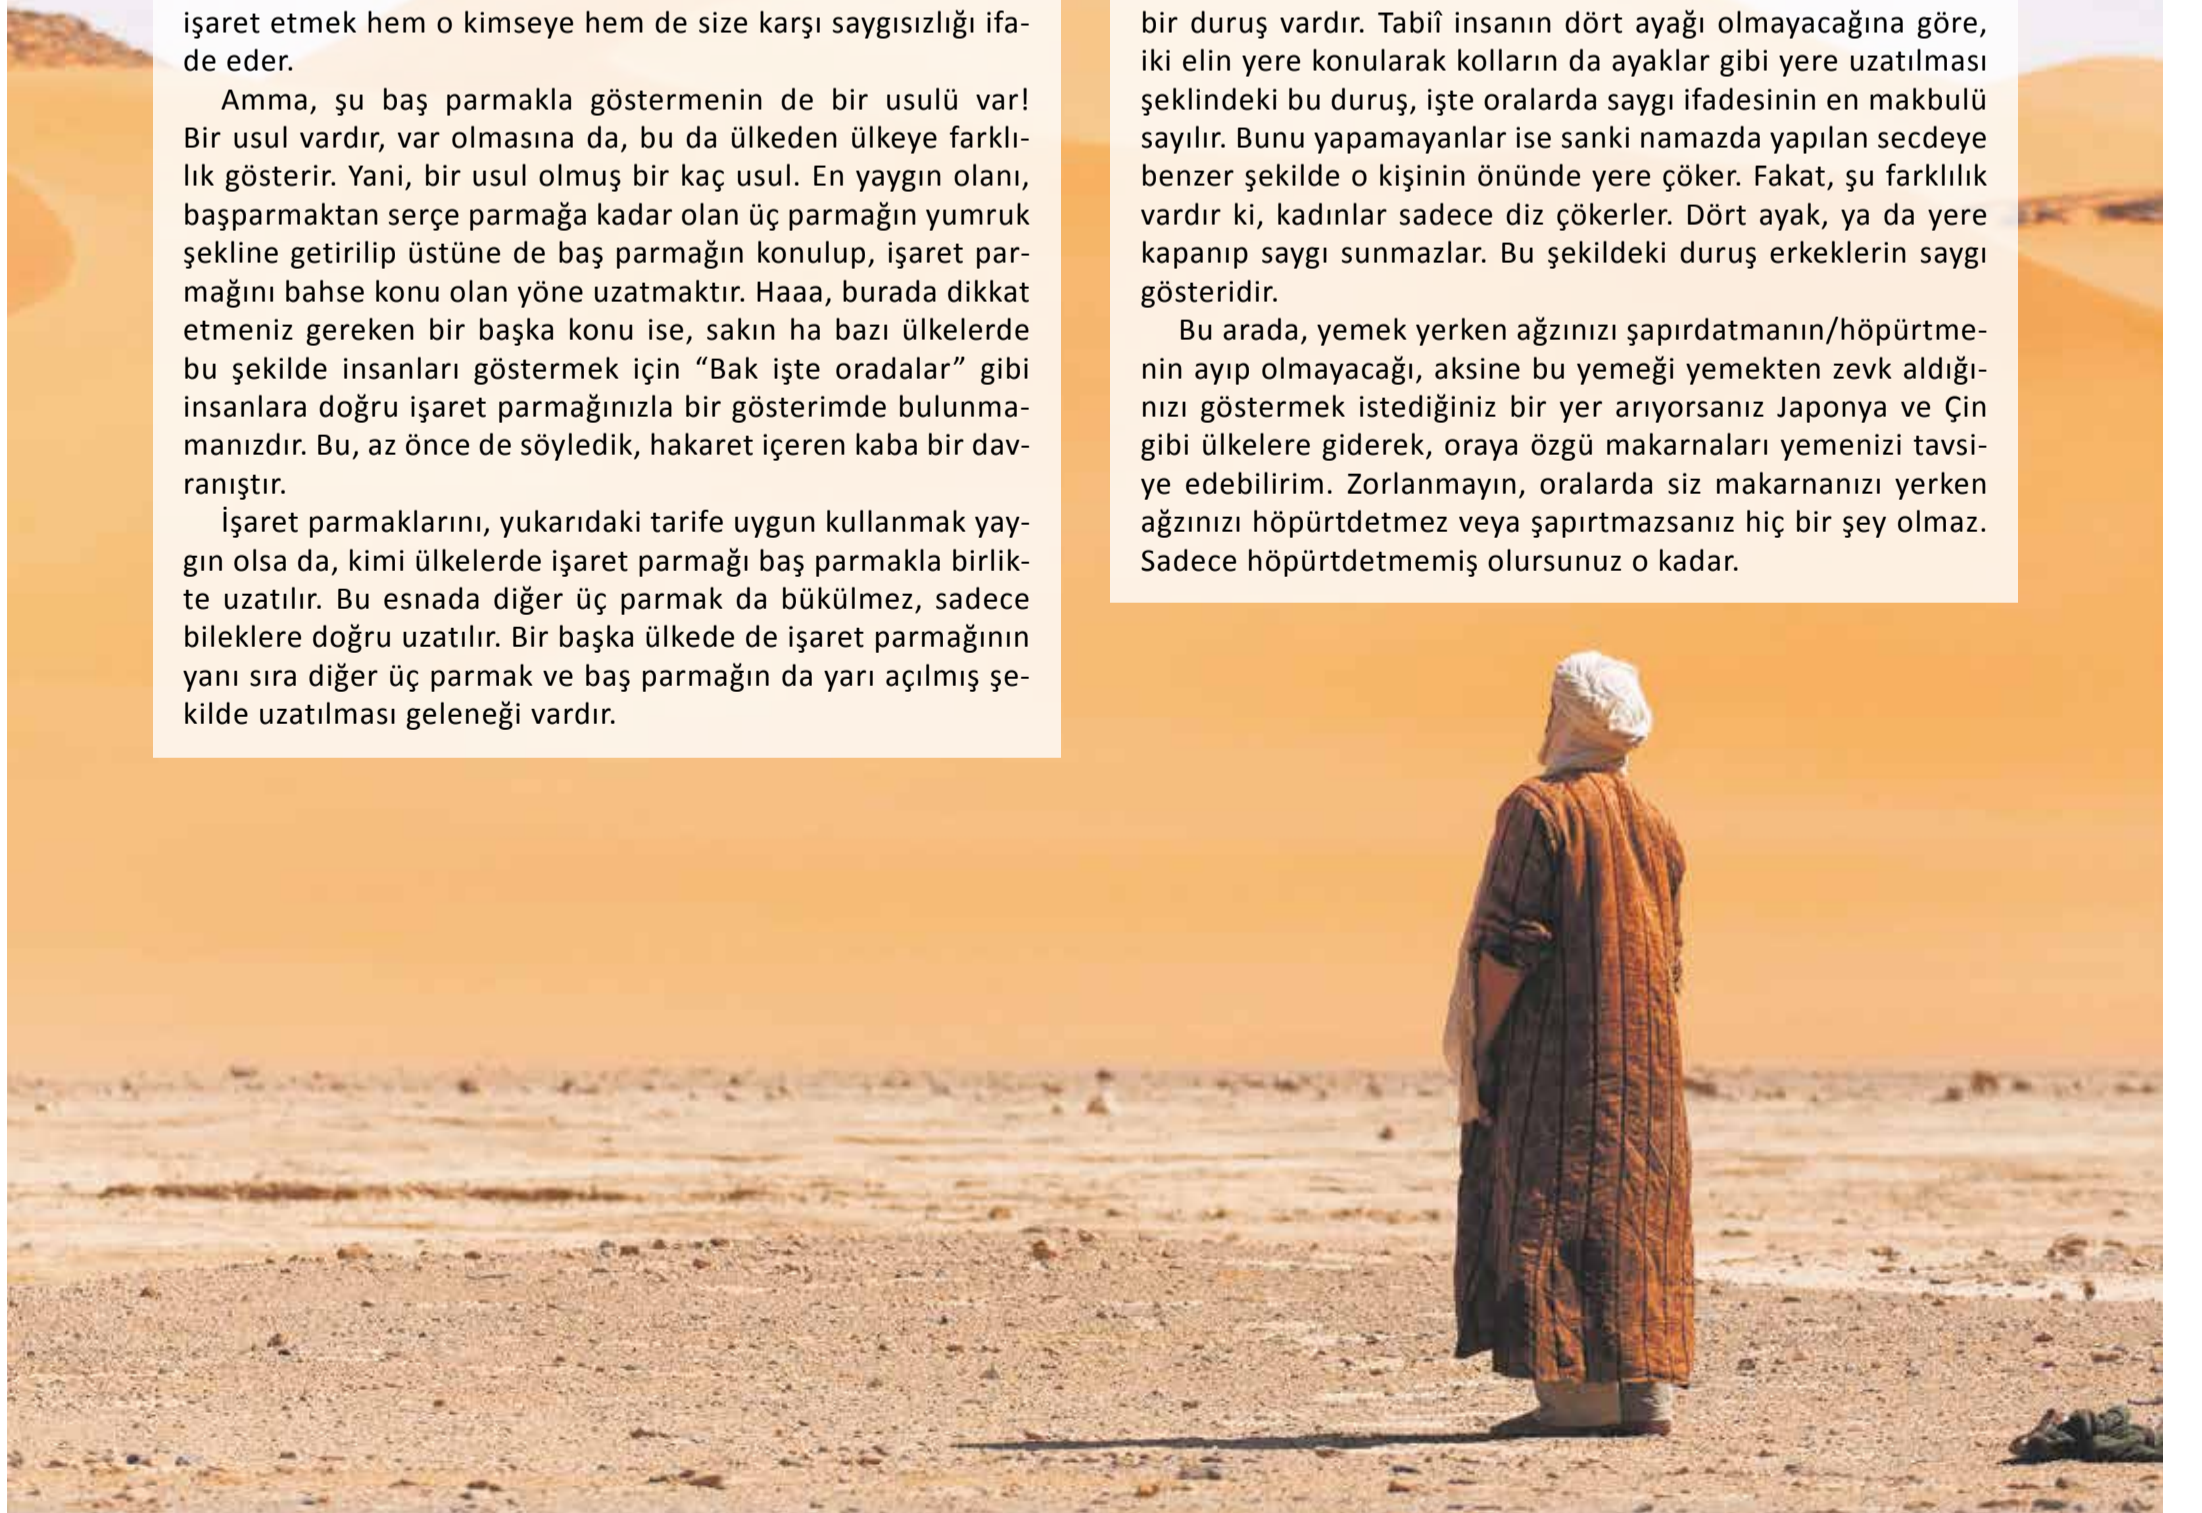 işaret etmek hem o kimseye hem de size karşı saygısızlığı ifa-
de eder.
Amma, şu baş parmakla göstermenin de bir usulü var!
Bir usul vardır, var olmasına da, bu da ülkeden ülkeye farklı-
lık gösterir. Yani, bir usul olmuş bir kaç usul. En yaygın olanı,
başparmaktan serçe parmağa kadar olan üç parmağın yumruk
şekline getirilip üstüne de baş parmağın konulup, işaret par-
mağını bahse konu olan yöne uzatmaktır. Haaa, burada dikkat
etmeniz gereken bir başka konu ise, sakın ha bazı ülkelerde
bu şekilde insanları göstermek için “Bak işte oradalar” gibi
insanlara doğru işaret parmağınızla bir gösterimde bulunma-
manızdır. Bu, az önce de söyledik, hakaret içeren kaba bir dav-
ranıştır.
İşaret parmaklarını, yukarıdaki tarife uygun kullanmak yay-
gın olsa da, kimi ülkelerde işaret parmağı baş parmakla birlik-
te uzatılır. Bu esnada diğer üç parmak da bükülmez, sadece
bileklere doğru uzatılır. Bir başka ülkede de işaret parmağının
yanı sıra diğer üç parmak ve baş parmağın da yarı açılmış şe-
kilde uzatılması geleneği vardır.
bir duruş vardır. Tabiî insanın dört ayağı olmayacağına göre,
iki elin yere konularak kolların da ayaklar gibi yere uzatılması
şeklindeki bu duruş, işte oralarda saygı ifadesinin en makbulü
sayılır. Bunu yapamayanlar ise sanki namazda yapılan secdeye
benzer şekilde o kişinin önünde yere çöker. Fakat, şu farklılık
vardır ki, kadınlar sadece diz çökerler. Dört ayak, ya da yere
kapanıp saygı sunmazlar. Bu şekildeki duruş erkeklerin saygı
gösteridir.
Bu arada, yemek yerken ağzınızı şapırdatmanın/höpürtme-
nin ayıp olmayacağı, aksine bu yemeği yemekten zevk aldığı-
nızı göstermek istediğiniz bir yer arıyorsanız Japonya ve Çin
gibi ülkelere giderek, oraya özgü makarnaları yemenizi tavsi-
ye edebilirim. Zorlanmayın, oralarda siz makarnanızı yerken
ağzınızı höpürtdetmez veya şapırtmazsanız hiç bir şey olmaz.
Sadece höpürtdetmemiş olursunuz o kadar.